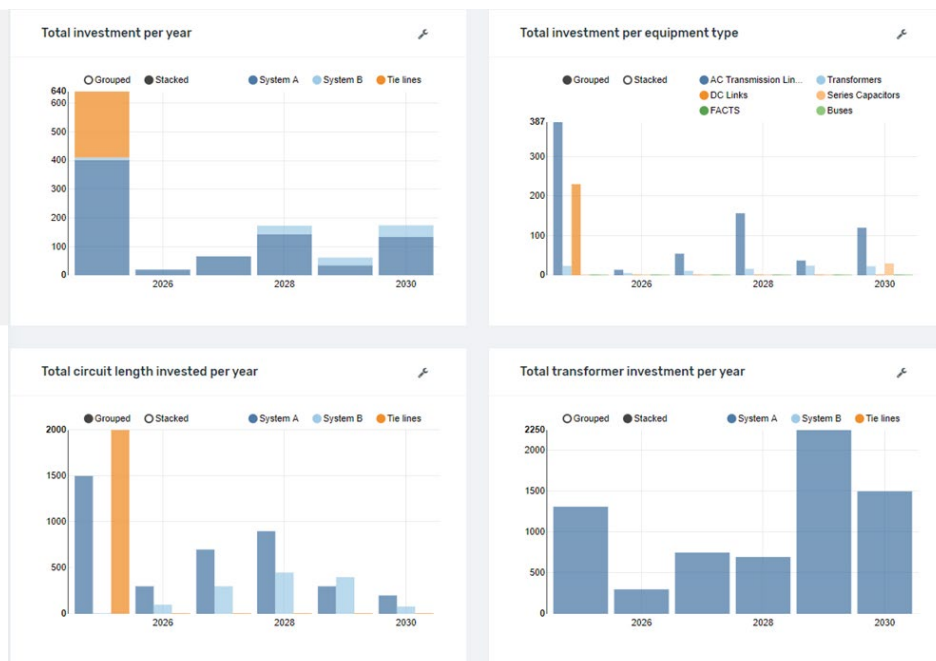 Total investment per year
Grouped Stacked System A System B Tie lines
640
600
500
400
300
200
100
0
2026 2028 2030
Total investment per equipment type
Grouped Stacked AC Transmission Lin... Transformers
DC Links Series Capacitors
FACTS Buses
387
300
200
100
0
2026 2028 2030
Total circuit length invested per year
Grouped Stacked System A System B Tie lines
2000
1500
1000
500
0
2026 2028 2030
Total transformer investment per year
Grouped Stacked System A System B Tie lines
2250
1500
1000
500
0
2026 2028 2030